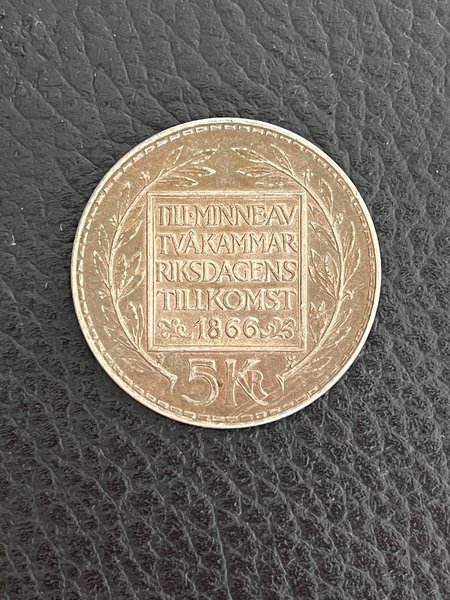 TILL·MINNE·AV
TVÅKAMMAR
RIKSDAGENS
TILLKOMST
1866
5 KR